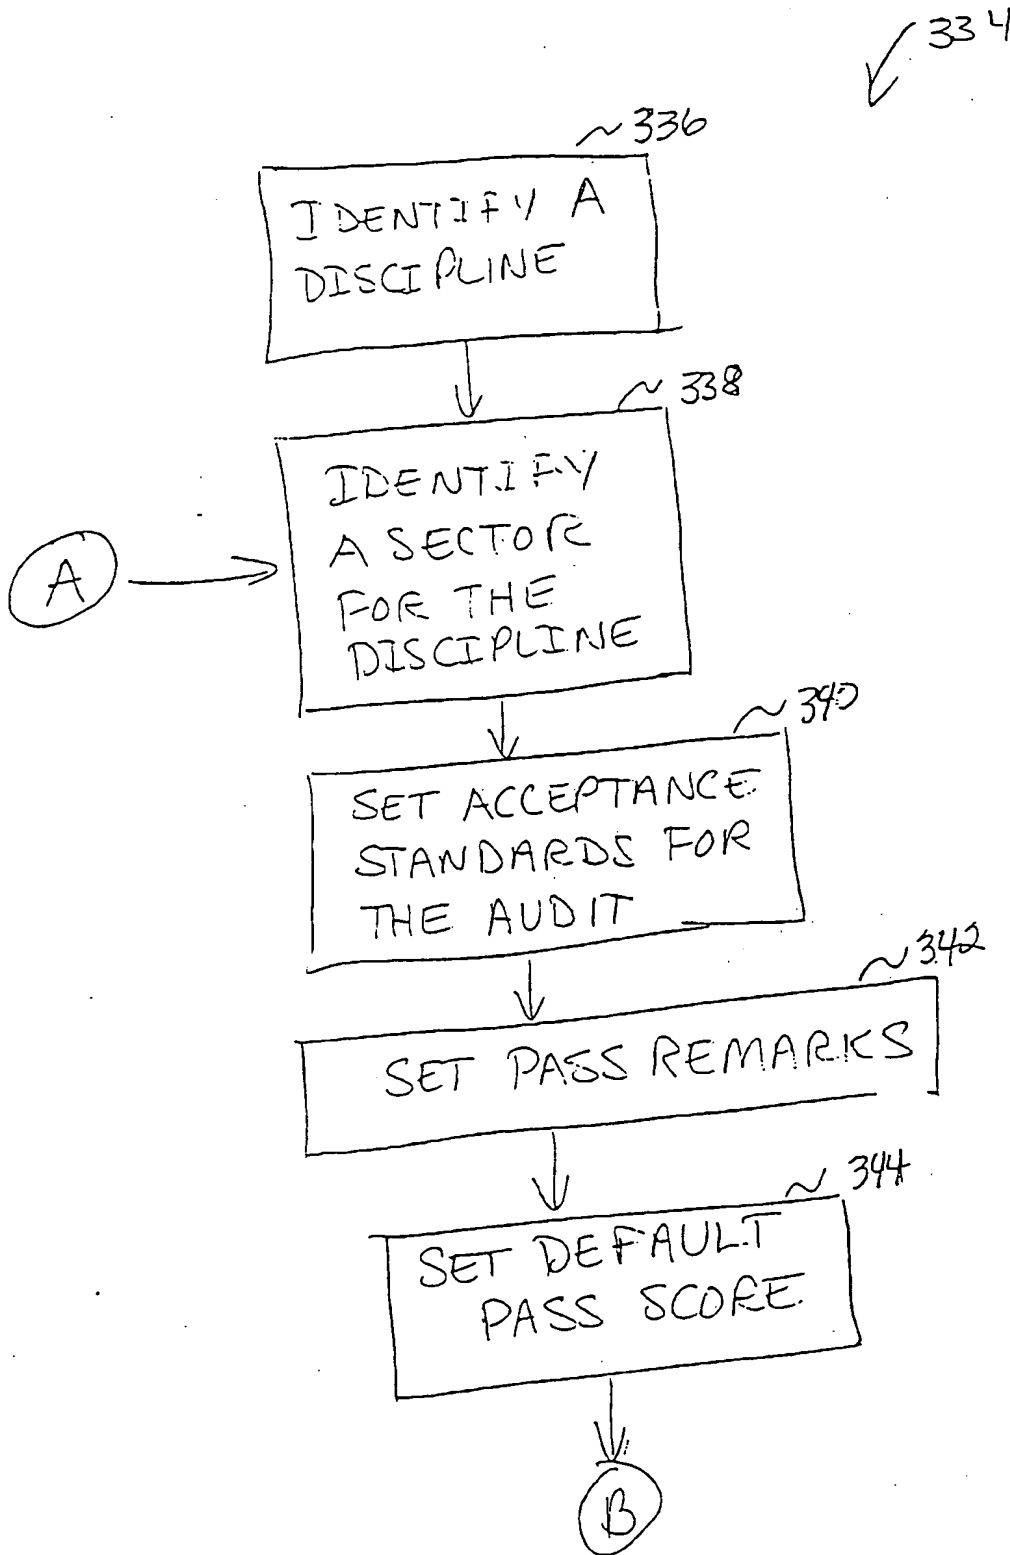 334
336
IDENTIFY A
DISCIPLINE
338
IDENTIFY
A SECTOR
FOR THE
DISCIPLINE
A
340
SET ACCEPTANCE
STANDARDS FOR
THE AUDIT
342
SET PASS REMARKS
344
SET DEFAULT
PASS SCORE
B